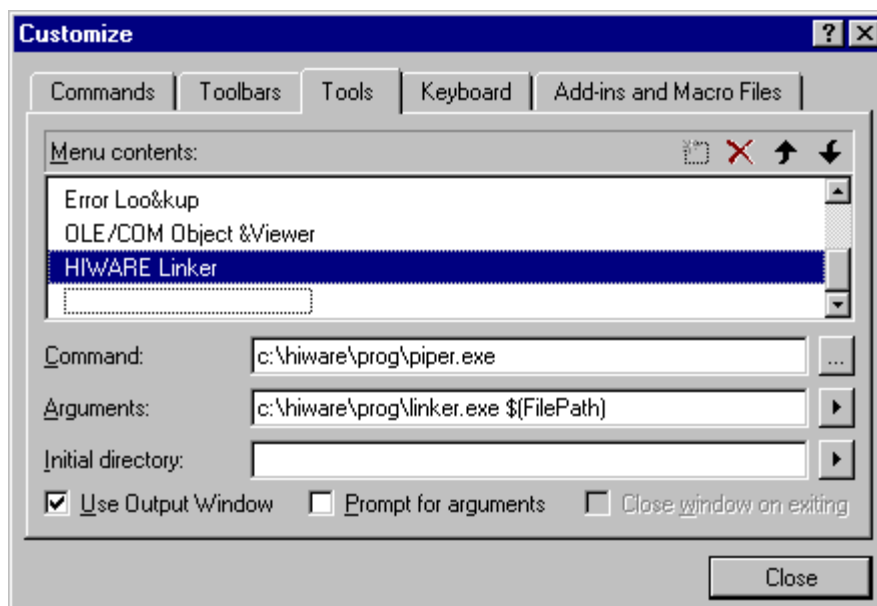 Customize
Commands Toolbars Tools Keyboard Add-ins and Macro Files
Menu contents:
Error Loo&kup
OLE/COM Object &Viewer
HIWARE Linker
Command: c:\hiware\prog\piper.exe ...
Arguments: c:\hiware\prog\linker.exe $(FilePath)
Initial directory:
Use Output Window Prompt for arguments Close window on exiting
Close